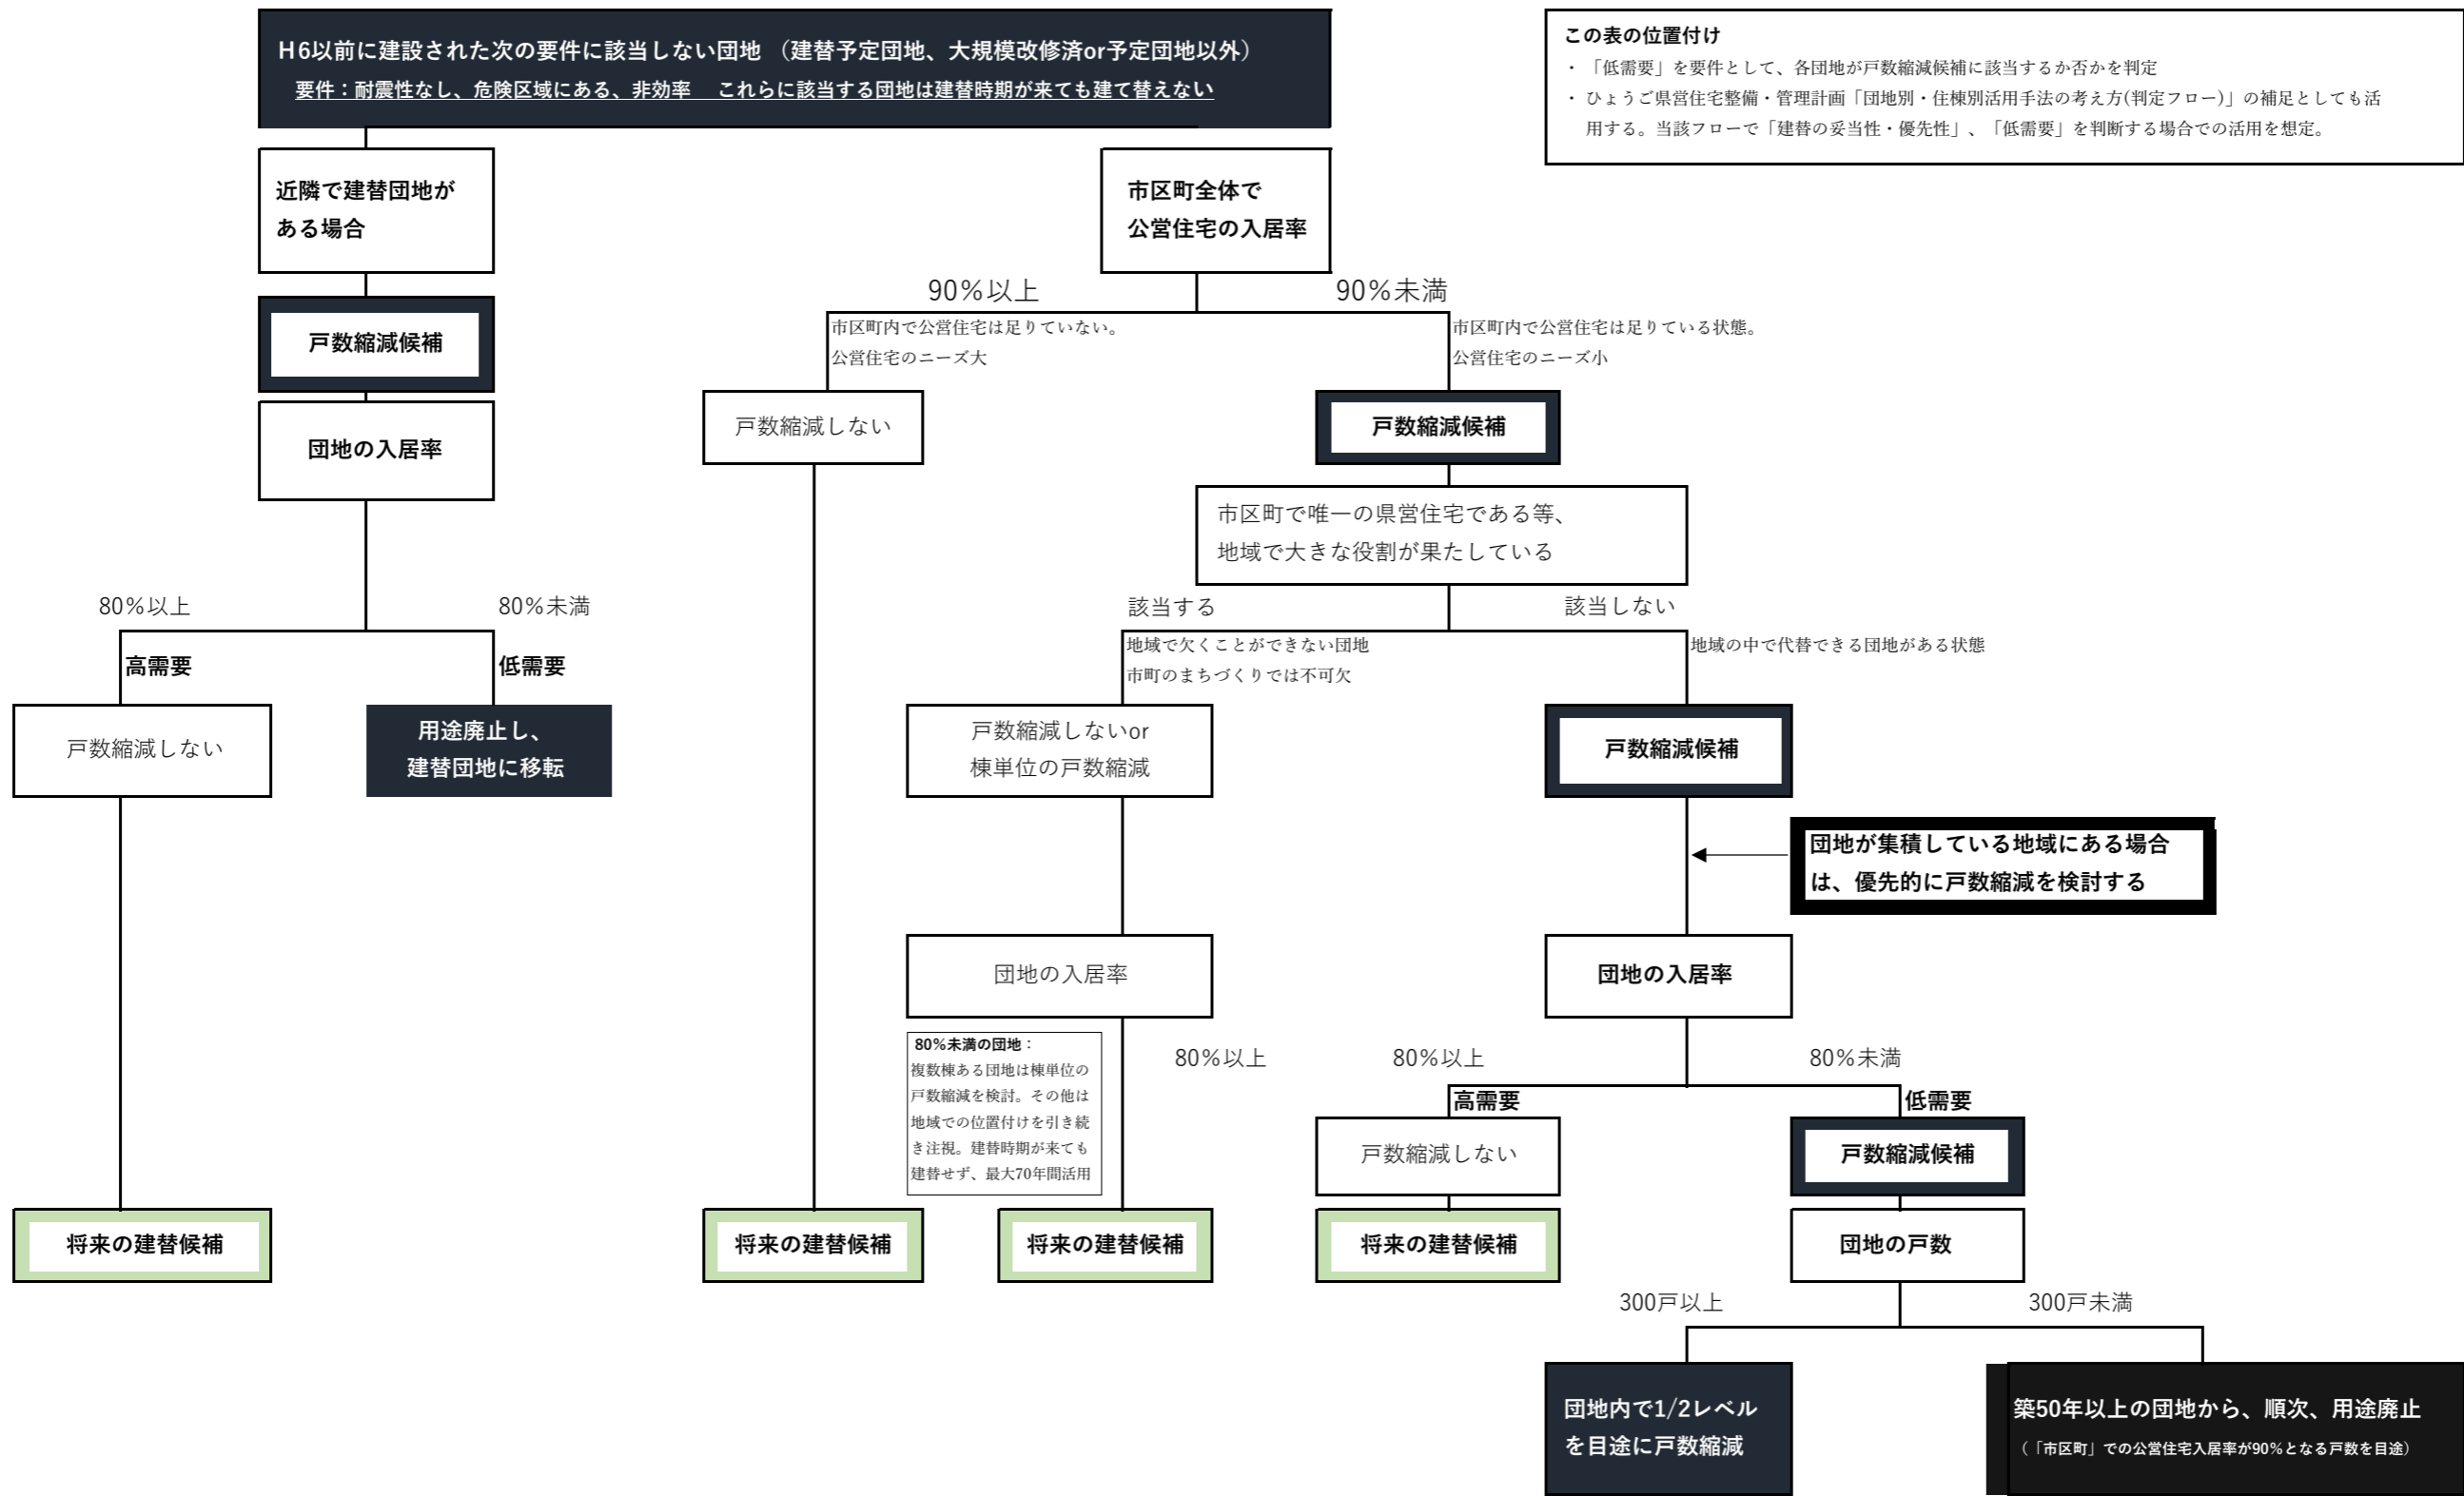 H6以前に建設された次の要件に該当しない団地 （建替予定団地、大規模改修済or予定団地以外）
要件：耐震性なし、危険区域にある、非効率　これらに該当する団地は建替時期が来ても建て替えない
この表の位置付け
・「低需要」を要件として、各団地が戸数縮減候補に該当するか否かを判定
・ひょうご県営住宅整備・管理計画「団地別・住棟別活用手法の考え方(判定フロー)」の補足としても活
用する。当該フローで「建替の妥当性・優先性」、「低需要」を判断する場合での活用を想定。
近隣で建替団地が
ある場合
戸数縮減候補
団地の入居率
80%以上
80%未満
高需要
低需要
戸数縮減しない
用途廃止し、
建替団地に移転
将来の建替候補
市区町全体で
公営住宅の入居率
90%以上
90%未満
市区町内で公営住宅は足りていない。
公営住宅のニーズ大
市区町内で公営住宅は足りている状態。
公営住宅のニーズ小
戸数縮減しない
戸数縮減候補
市区町で唯一の県営住宅である等、
地域で大きな役割が果たしている
該当する
該当しない
地域で欠くことができない団地
市町のまちづくりでは不可欠
地域の中で代替できる団地がある状態
戸数縮減しないor
棟単位の戸数縮減
戸数縮減候補
団地が集積している地域にある場合
は、優先的に戸数縮減を検討する
団地の入居率
団地の入居率
80%未満の団地：
複数棟ある団地は棟単位の
戸数縮減を検討。その他は
地域での位置付けを引き続
き注視。建替時期が来ても
建替せず、最大70年間活用
80%以上
80%以上
80%未満
高需要
低需要
戸数縮減しない
戸数縮減候補
将来の建替候補
将来の建替候補
将来の建替候補
団地の戸数
300戸以上
300戸未満
団地内で1/2レベル
を目途に戸数縮減
築50年以上の団地から、順次、用途廃止
（「市区町」での公営住宅入居率が90%となる戸数を目途）